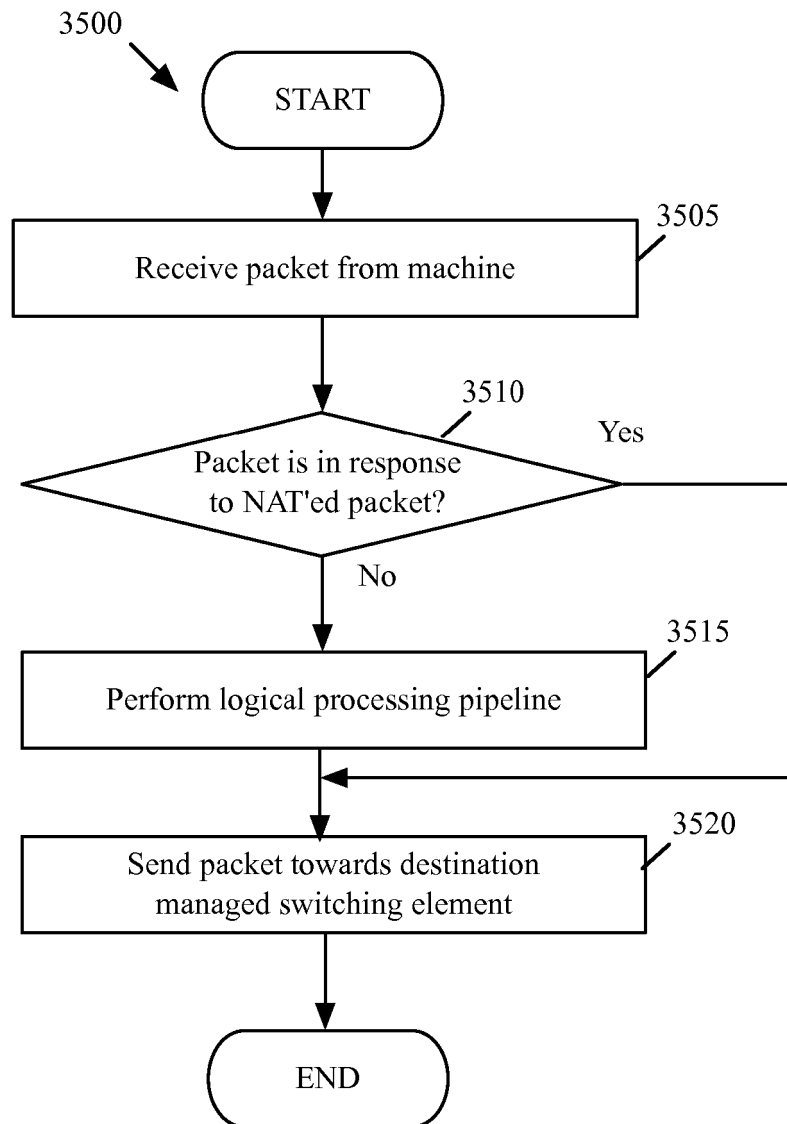 3500
START
3505
Receive packet from machine
3510
Yes
Packet is in response
to NAT'ed packet?
No
3515
Perform logical processing pipeline
3520
Send packet towards destination
managed switching element
END